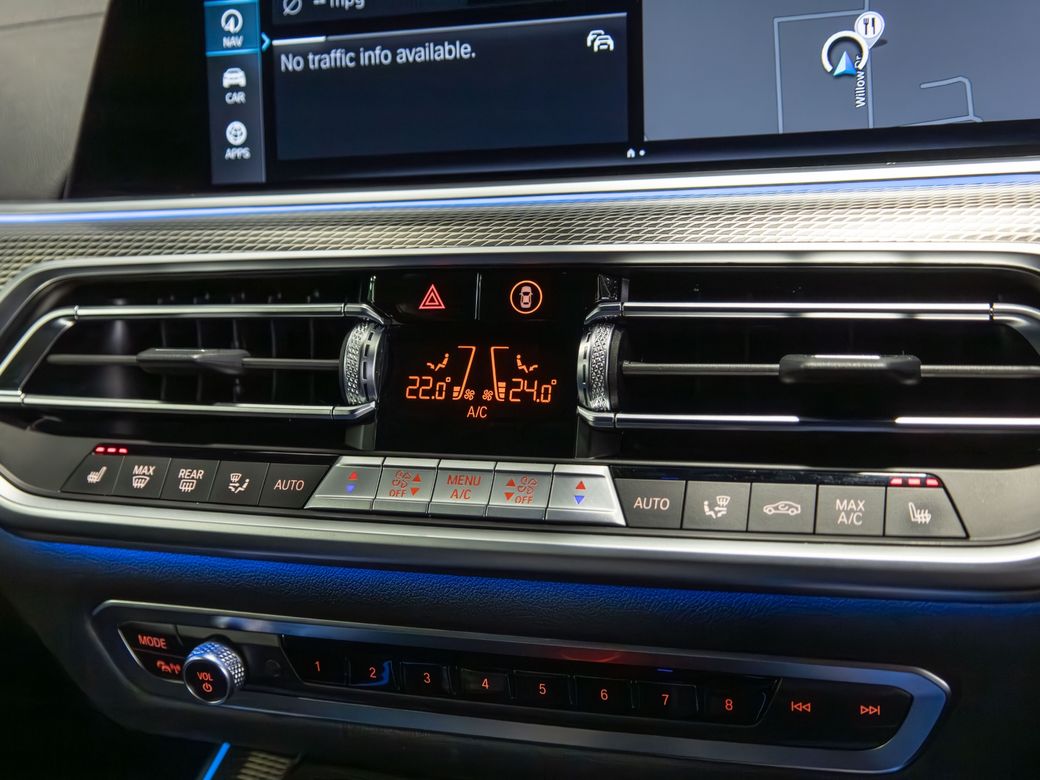 -- mpg
NAV
No traffic info available.
CAR
APPS
Willow Dr
22.0°
24.0°
A/C
MAX
REAR
AUTO
OFF
MENU
A/C
OFF
AUTO
MAX
A/C
MODE
VOL
1 2 3 4 5 6 7 8